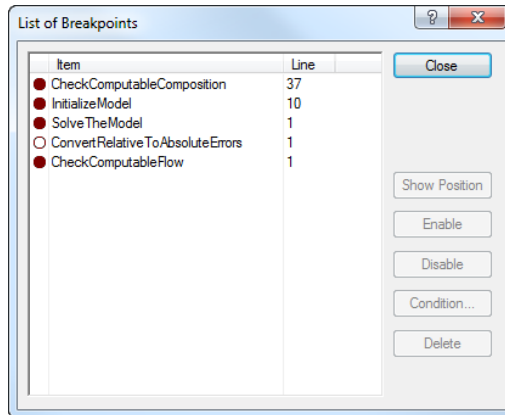 List of Breakpoints
?
Item Line
CheckComputableComposition 37
InitializeModel 10
SolveTheModel 1
ConvertRelativeToAbsoluteErrors 1
CheckComputableFlow 1
Close
Show Position
Enable
Disable
Condition...
Delete